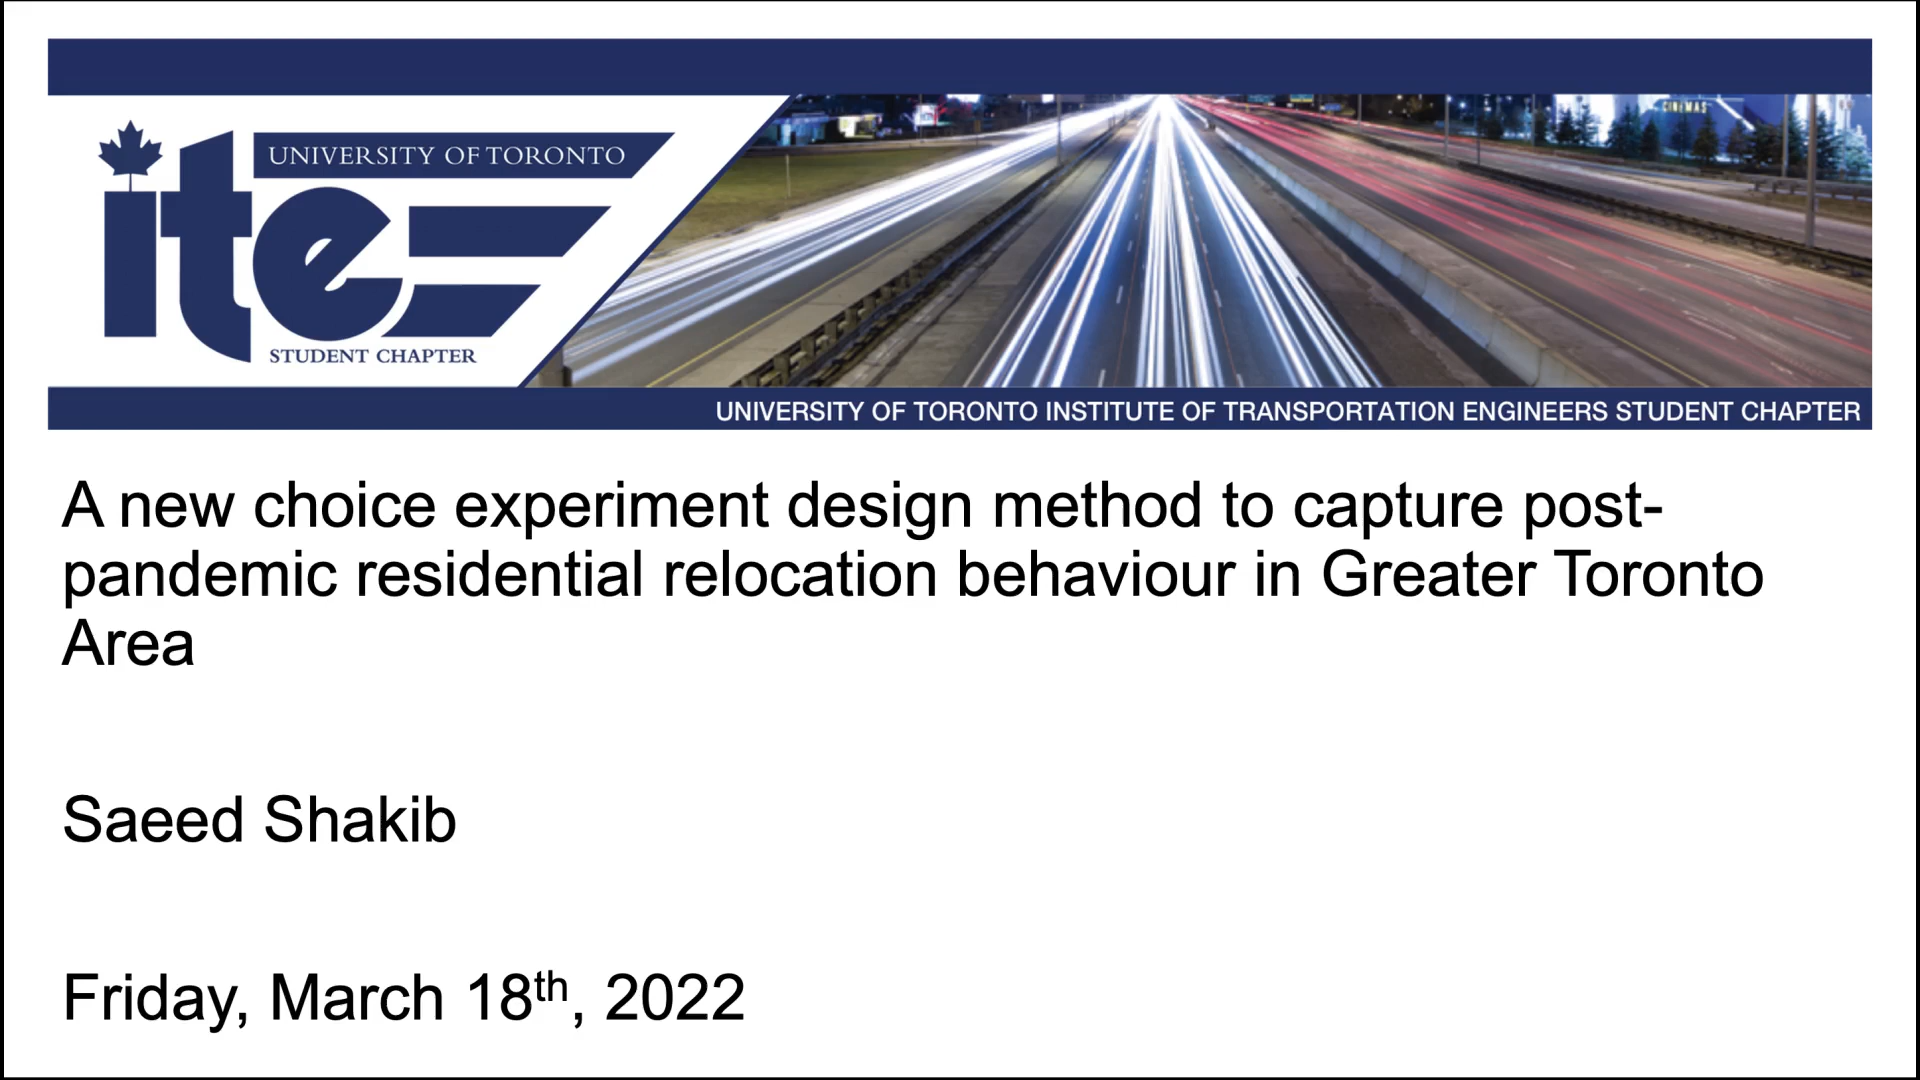 CINEMAS
UNIVERSITY OF TORONTO
ite
STUDENT CHAPTER
UNIVERSITY OF TORONTO INSTITUTE OF TRANSPORTATION ENGINEERS STUDENT CHAPTER
A new choice experiment design method to capture post-
pandemic residential relocation behaviour in Greater Toronto
Area
Saeed Shakib
Friday, March 18th, 2022